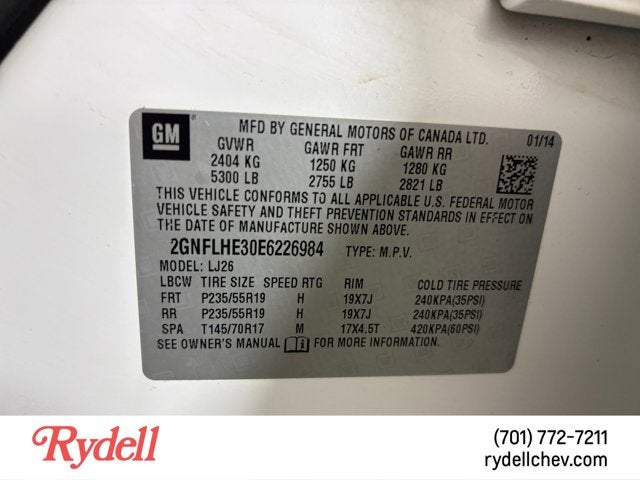 GM
MFD BY GENERAL MOTORS OF CANADA LTD. 01/14
GVWR GAWR FRT GAWR RR
2404 KG 1250 KG 1280 KG
5300 LB 2755 LB 2821 LB
THIS VEHICLE CONFORMS TO ALL APPLICABLE U.S. FEDERAL MOTOR
VEHICLE SAFETY AND THEFT PREVENTION STANDARDS IN EFFECT ON
THE DATE OF MANUFACTURE SHOWN ABOVE.
2GNFLHE30E6226984 TYPE: M.P.V.
MODEL: LJ26
LBCW TIRE SIZE SPEED RTG RIM COLD TIRE PRESSURE
FRT P235/55R19 H 19X7J 240KPA(35PSI)
RR P235/55R19 H 19X7J 240KPA(35PSI)
SPA T145/70R17 M 17X4.5T 420KPA(60PSI)
SEE OWNER'S MANUAL FOR MORE INFORMATION.
Rydell
(701) 772-7211
rydellchev.com